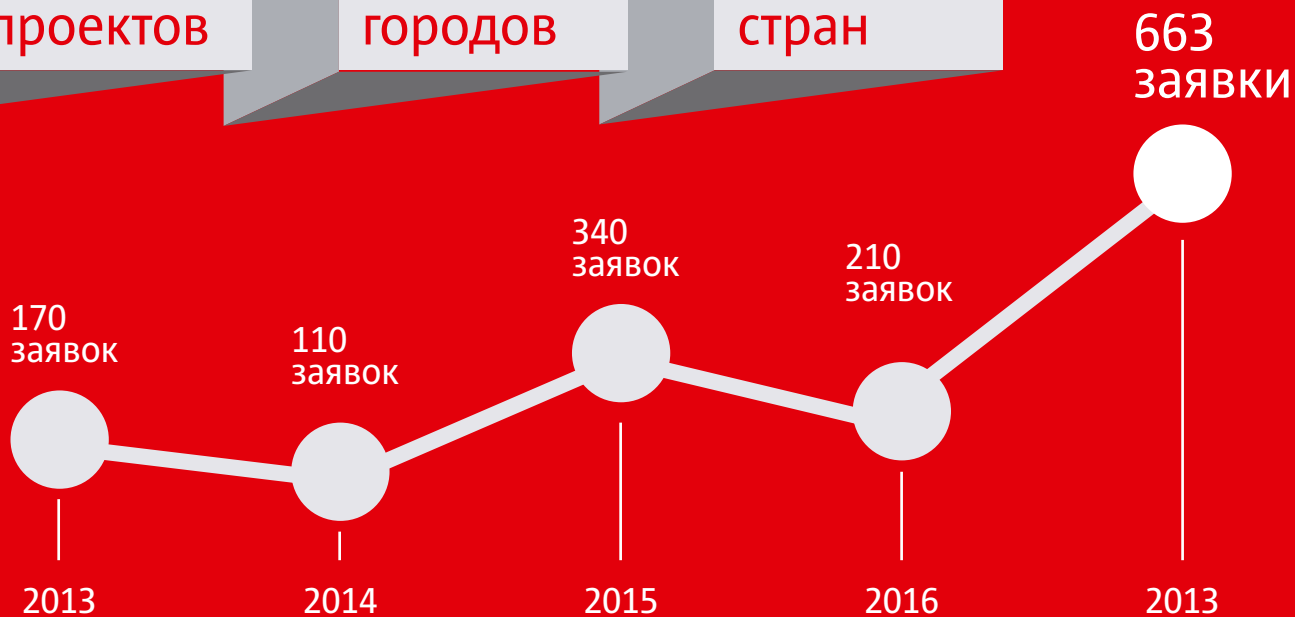 проектов
городов
стран
663
заявки
340
заявок
210
заявок
170
заявок
110
заявок
2013
2014
2015
2016
2013